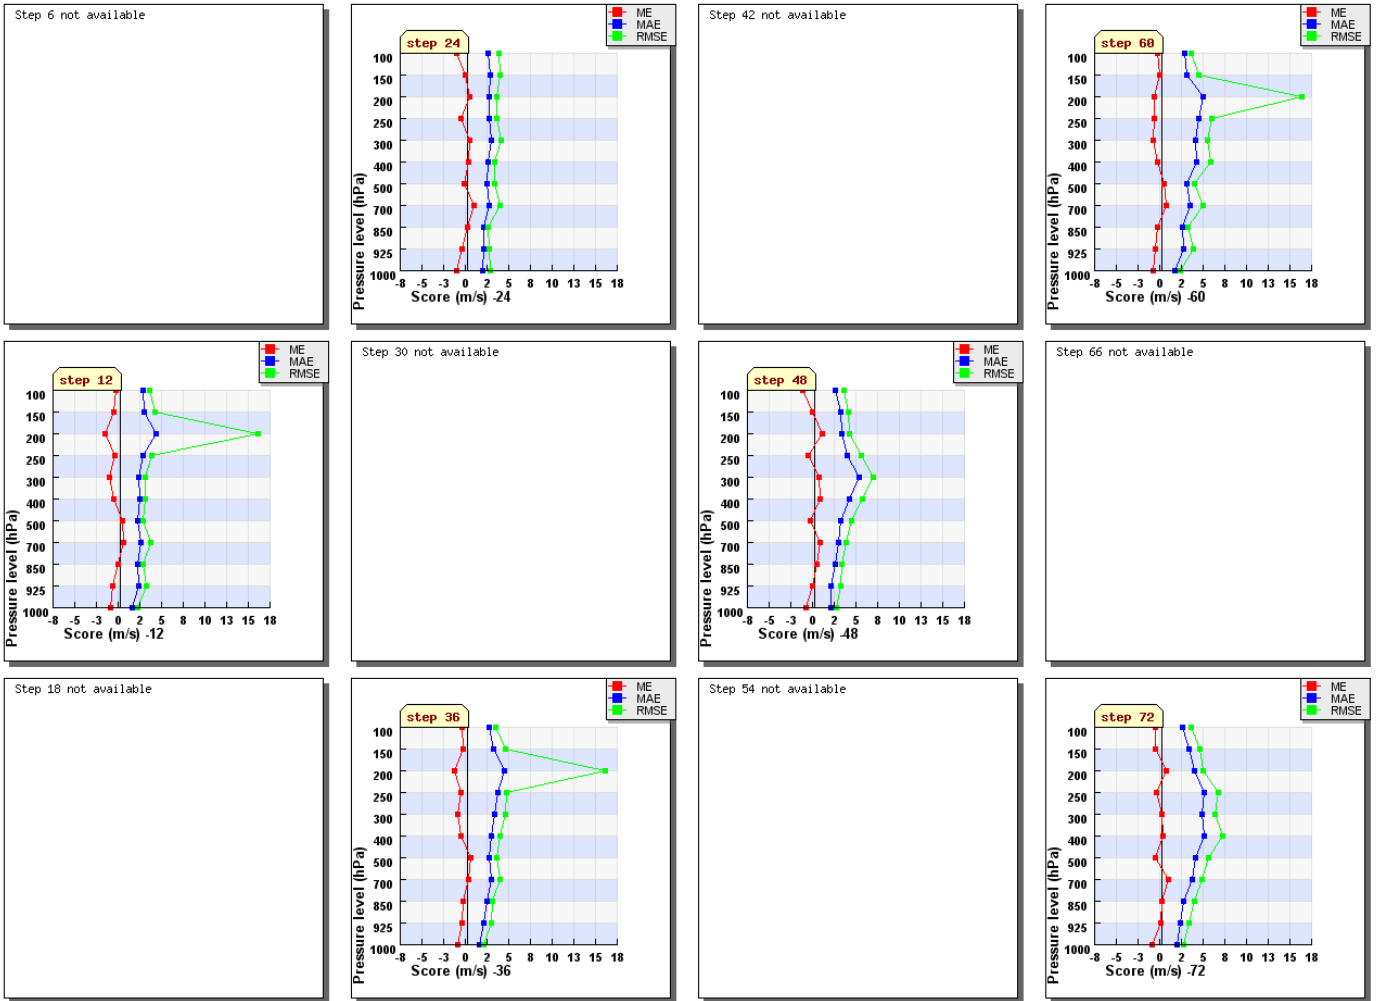 Step 6 not available
ME
MAE
RMSE
step 24
100
150
200
250
300
400
500
700
850
925
1000
Pressure level (hPa)
-8 -5 -3 0 2 5 8 10 13 15 18
Score (m/s) -24
Step 42 not available
ME
MAE
RMSE
step 60
100
150
200
250
300
400
500
700
850
925
1000
Pressure level (hPa)
-8 -5 -3 0 2 5 8 10 13 15 18
Score (m/s) -60
ME
MAE
RMSE
step 12
100
150
200
250
300
400
500
700
850
925
1000
Pressure level (hPa)
-8 -5 -3 0 2 5 8 10 13 15 18
Score (m/s) -12
Step 30 not available
ME
MAE
RMSE
step 48
100
150
200
250
300
400
500
700
850
925
1000
Pressure level (hPa)
-8 -5 -3 0 2 5 8 10 13 15 18
Score (m/s) -48
Step 66 not available
Step 18 not available
ME
MAE
RMSE
step 36
100
150
200
250
300
400
500
700
850
925
1000
Pressure level (hPa)
-8 -5 -3 0 2 5 8 10 13 15 18
Score (m/s) -36
Step 54 not available
ME
MAE
RMSE
step 72
100
150
200
250
300
400
500
700
850
925
1000
Pressure level (hPa)
-8 -5 -3 0 2 5 8 10 13 15 18
Score (m/s) -72